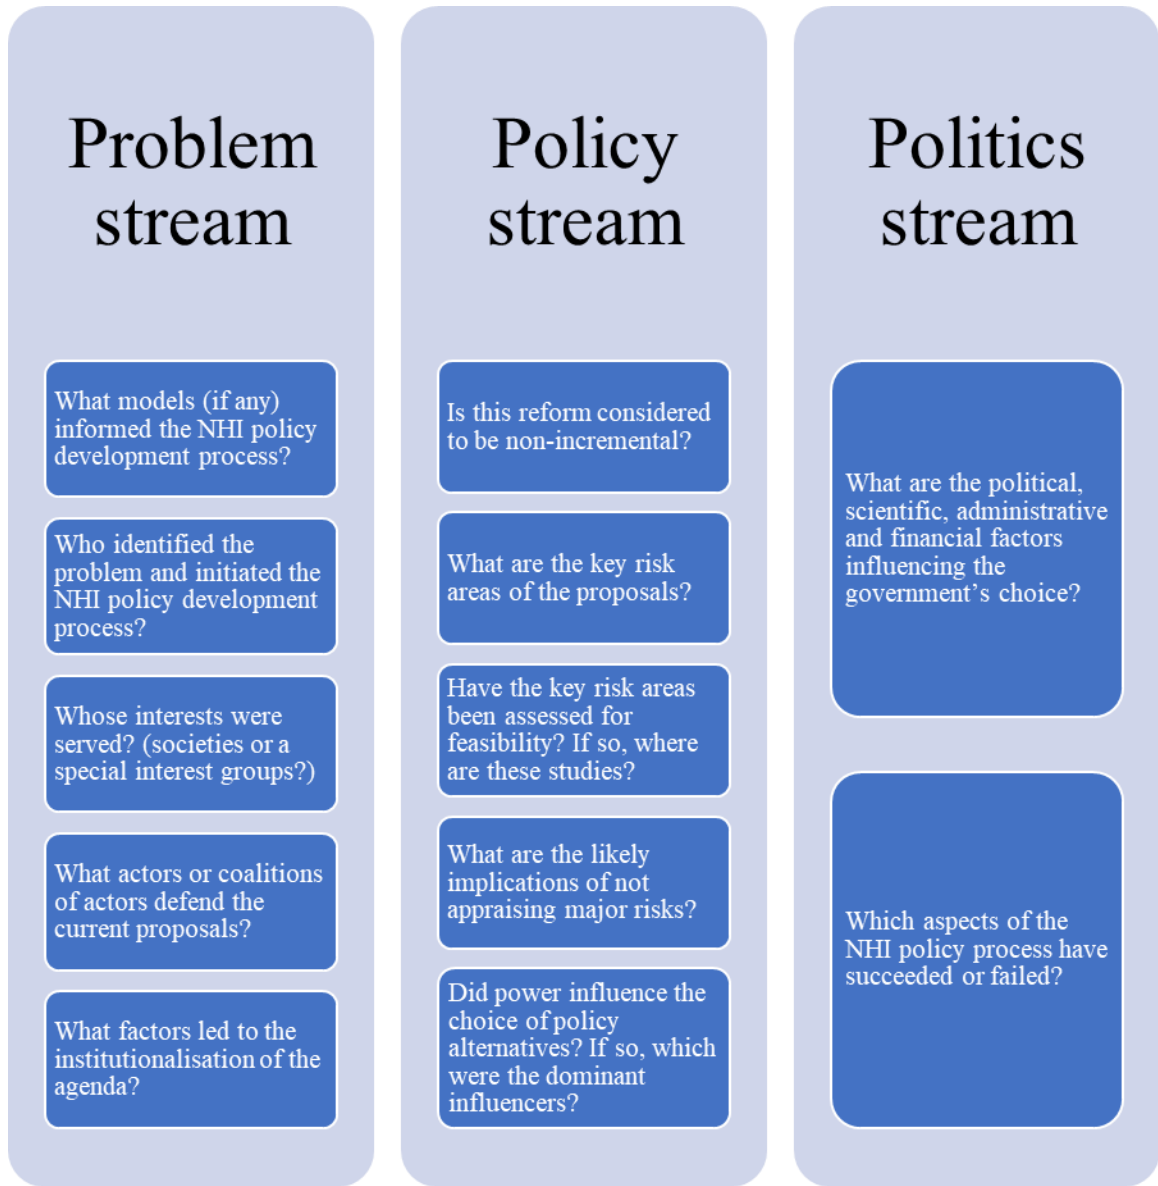 Problem
stream
What models (if any)
informed the NHI policy
development process?
Who identified the
problem and initiated the
NHI policy development
process?
Whose interests were
served? (societies or a
special interest groups?)
What actors or coalitions
of actors defend the
current proposals?
What factors led to the
institutionalisation of the
agenda?
Policy
stream
Is this reform considered
to be non-incremental?
What are the key risk
areas of the proposals?
Have the key risk areas
been assessed for
feasibility? If so, where
are these studies?
What are the likely
implications of not
appraising major risks?
Did power influence the
choice of policy
alternatives? If so, which
were the dominant
influencers?
Politics
stream
What are the political,
scientific, administrative
and financial factors
influencing the
government’s choice?
Which aspects of the
NHI policy process have
succeeded or failed?